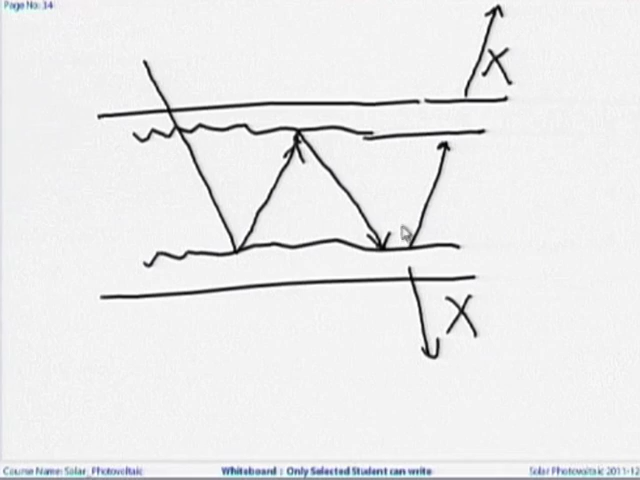 Page No: 34
X
X
Course Name: Solar_Photovoltaic
Whiteboard : Only Selected Student can write
Solar Photovoltaic 2011-12